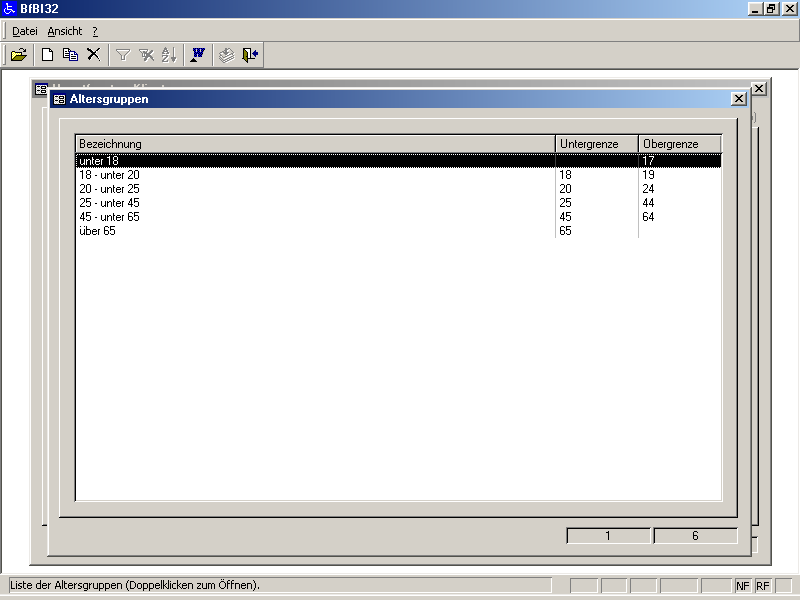 BfBI32
Datei Ansicht ?
Altersgruppen
Bezeichnung Untergrenze Obergrenze
unter 18 17
18 - unter 20 18 19
20 - unter 25 20 24
25 - unter 45 25 44
45 - unter 65 45 64
über 65 65
1 6
Liste der Altersgruppen (Doppelklicken zum Öffnen). NF RF